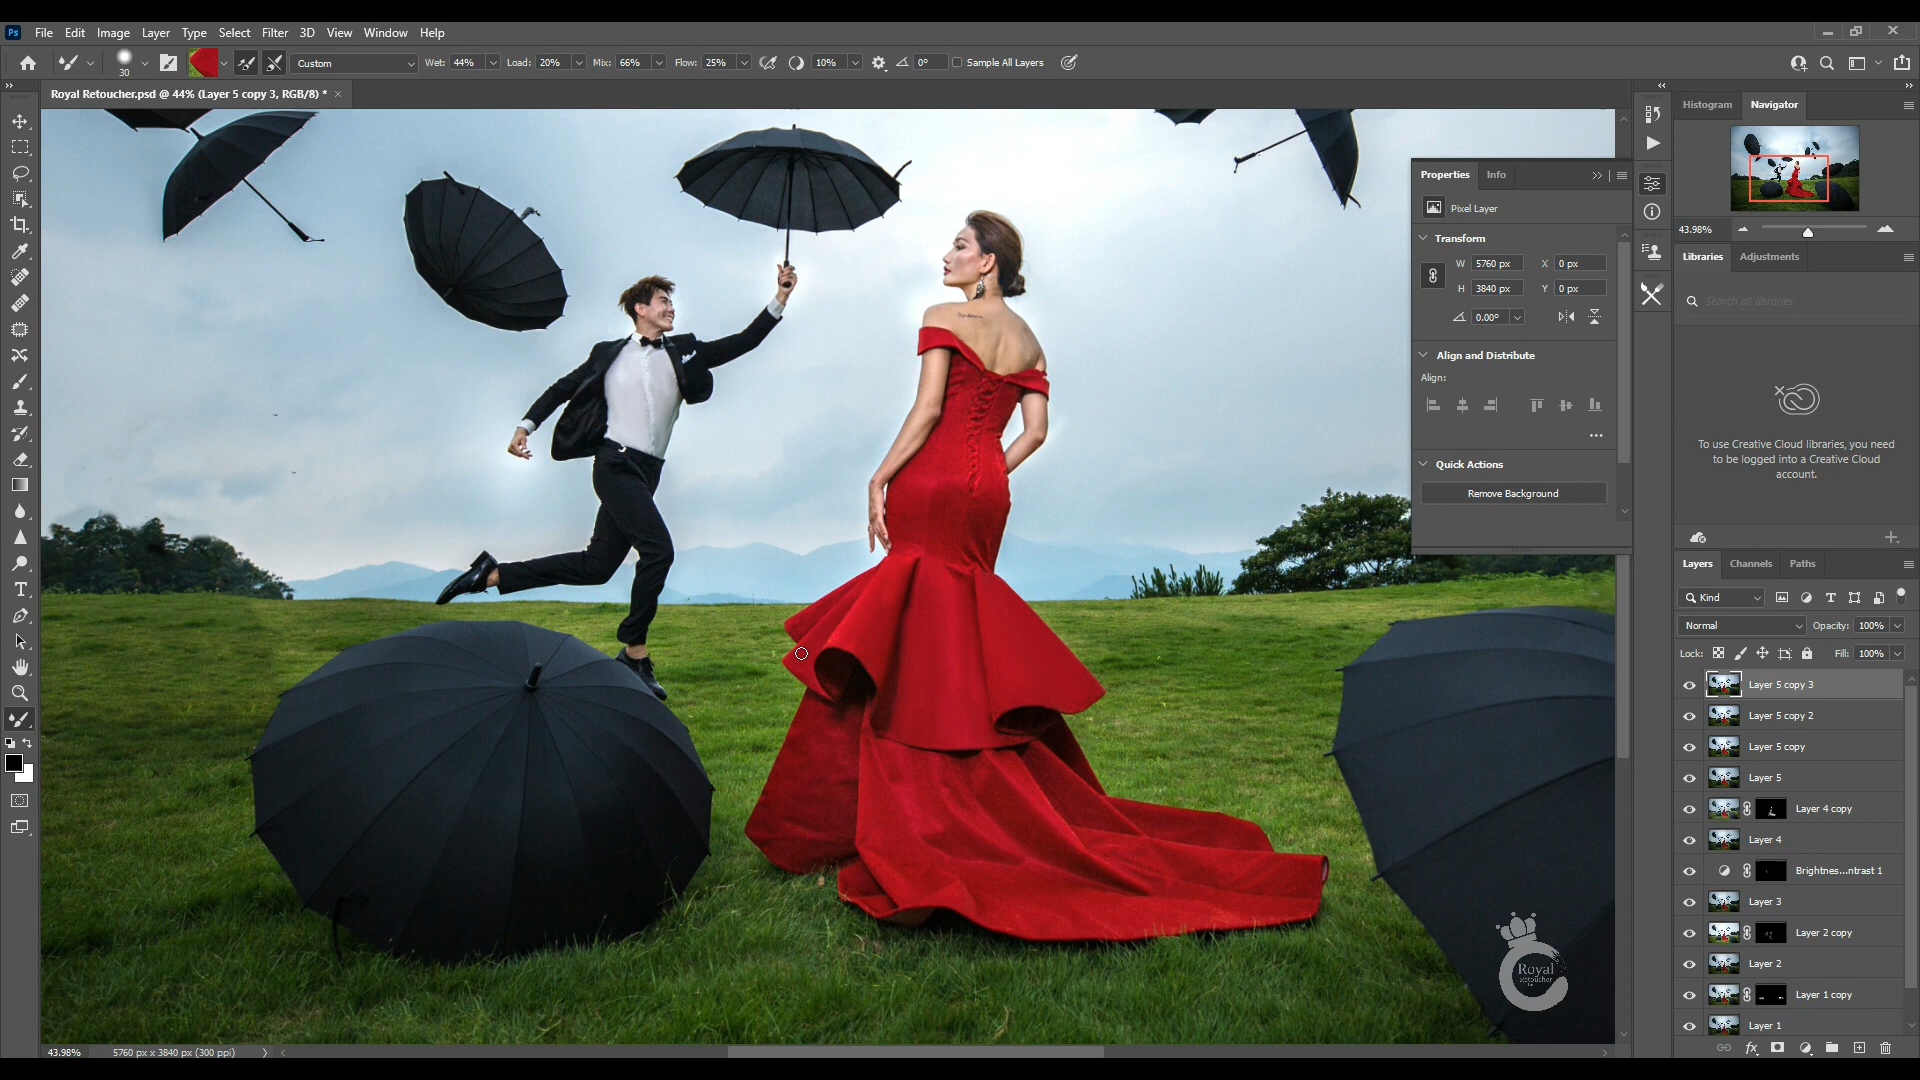 Ps File Edit Image Layer Type Select Filter 3D View Window Help
30 Custom Wet: 44% Load: 20% Mix: 66% Flow: 25% 10% 0° Sample All Layers
Royal Retoucher.psd @ 44% (Layer 5 copy 3, RGB/8) * ×
Histogram Navigator
43.98%
Libraries Adjustments
Search all libraries
To use Creative Cloud libraries, you need
to be logged into a Creative Cloud
account.
Properties Info
Pixel Layer
Transform
W 5760 px X 0 px
H 3840 px Y 0 px
0.00°
Align and Distribute
Align:
Quick Actions
Remove Background
Layers Channels Paths
Kind
Normal Opacity: 100%
Lock: Fill: 100%
Layer 5 copy 3
Layer 5 copy 2
Layer 5 copy
Layer 5
Layer 4 copy
Layer 4
Brightnes...ntrast 1
Layer 3
Layer 2 copy
Layer 2
Layer 1 copy
Layer 1
Royal
Retoucher
43.98% 5760 px x 3840 px (300 ppi)